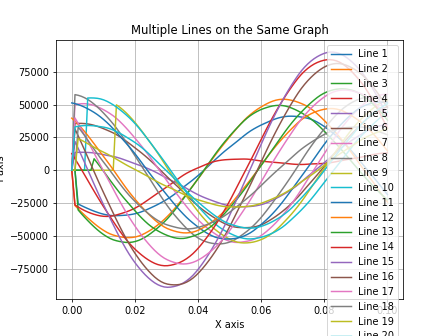 Multiple Lines on the Same Graph
75000
50000
25000
0
−25000
−50000
−75000
0.00
0.02
0.04
0.06
X axis
Line 1
Line 2
Line 3
Line 4
Line 5
Line 6
Line 7
Line 8
Line 9
Line 10
Line 11
Line 12
Line 13
Line 14
Line 15
Line 16
Line 17
Line 18
Line 19